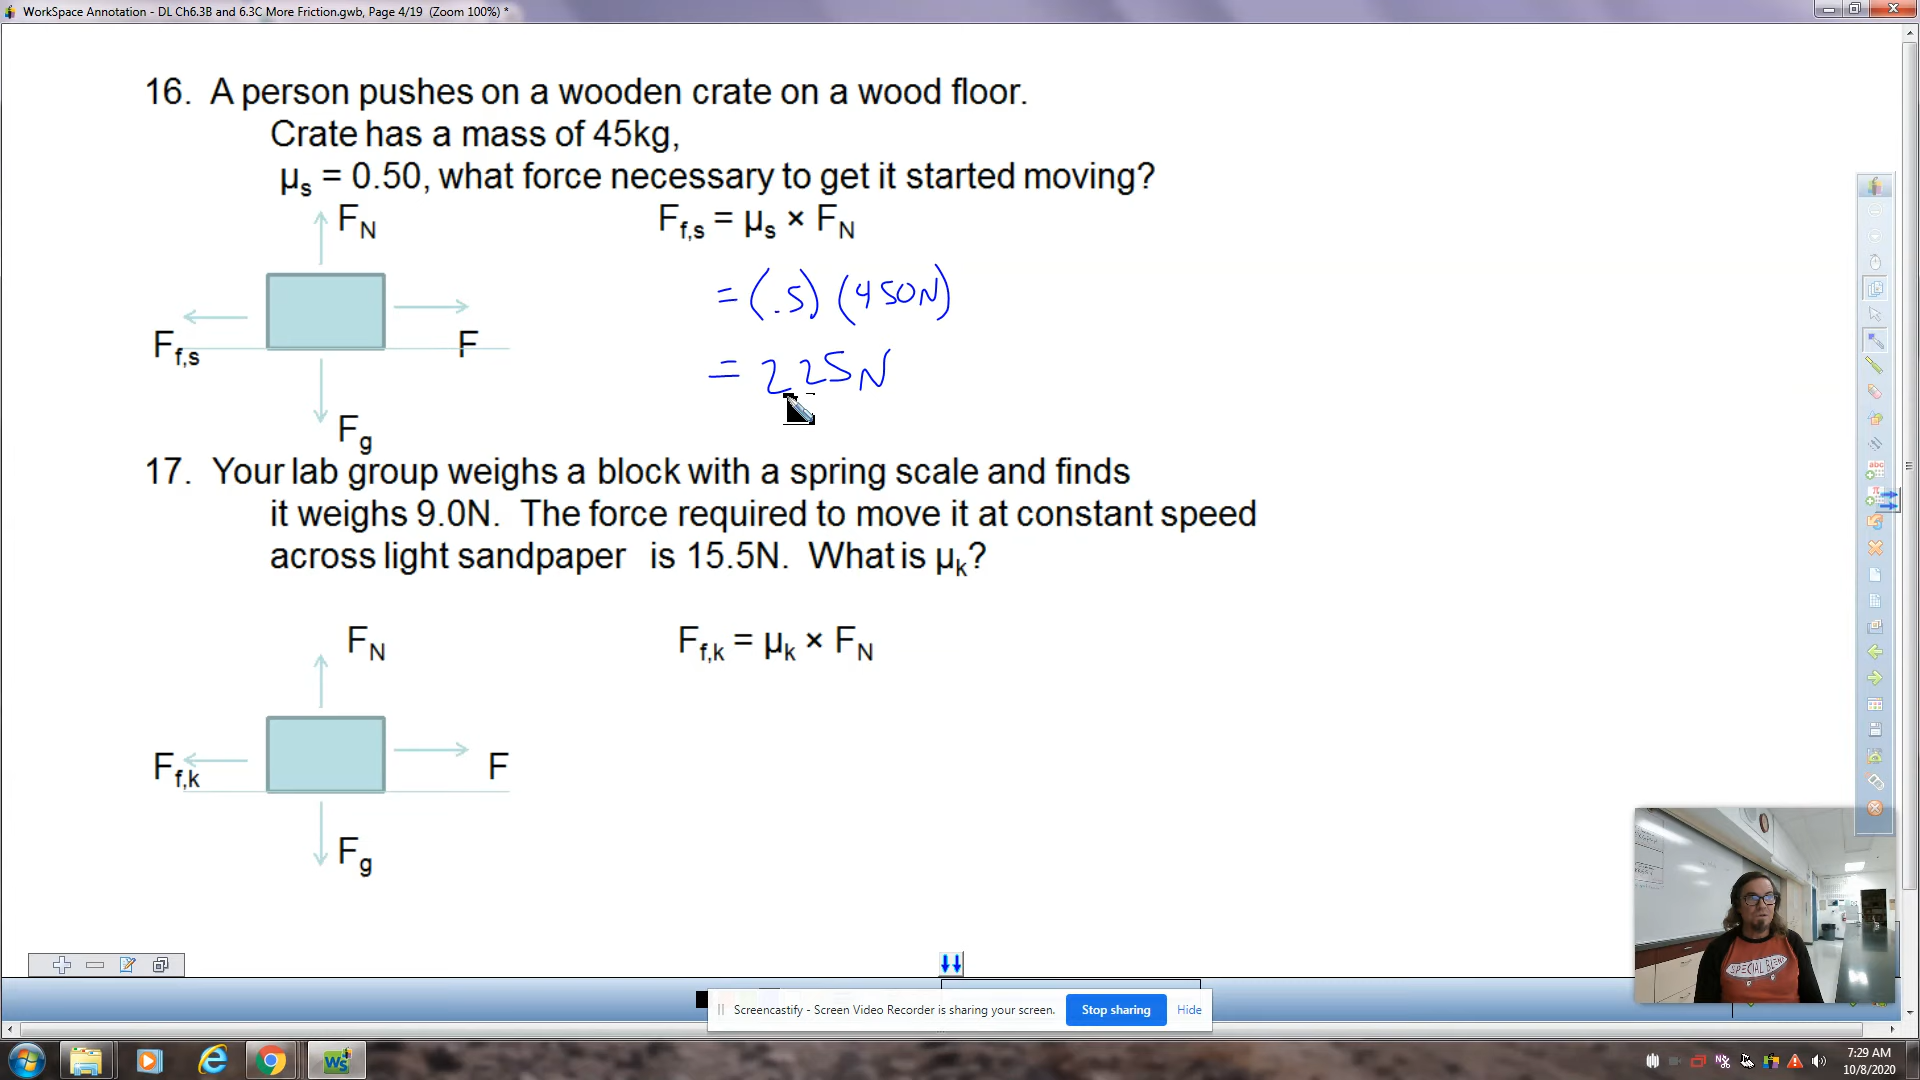 WorkSpace Annotation - DL Ch6.3B and 6.3C More Friction.gwb, Page 4/19 (Zoom 100%) *
16. A person pushes on a wooden crate on a wood floor.
Crate has a mass of 45kg,
μs = 0.50, what force necessary to get it started moving?
FN
Ff,s = μs × FN
= (.5) (450N)
Ff,s
F
= 225N
Fg
17. Your lab group weighs a block with a spring scale and finds
it weighs 9.0N. The force required to move it at constant speed
across light sandpaper is 15.5N. What is μk?
FN
Ff,k = μk × FN
Ff,k
F
Fg
abc
π
SPECIAL BLEND
Screencastify - Screen Video Recorder is sharing your screen.
Stop sharing
Hide
WS
7:29 AM
10/8/2020